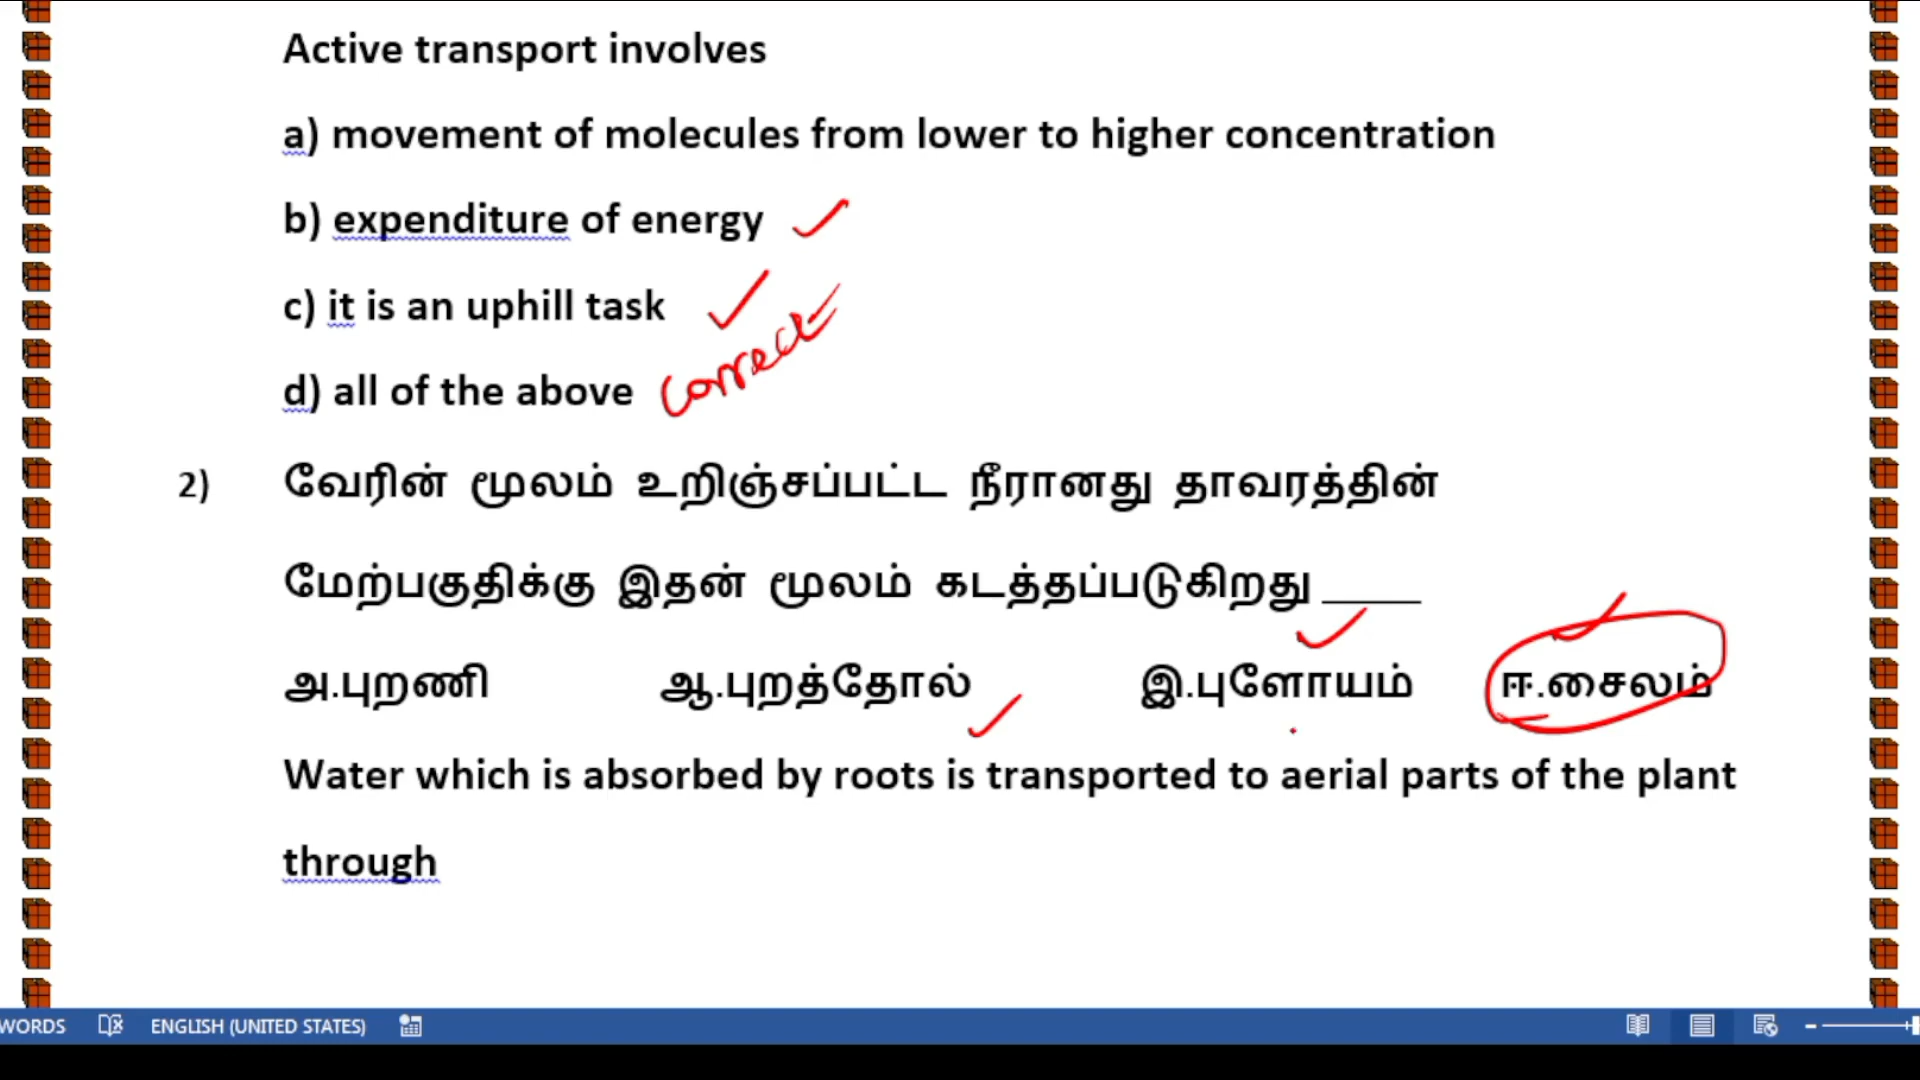 Active transport involves
a) movement of molecules from lower to higher concentration
b) expenditure of energy
c) it is an uphill task
d) all of the above correct
2) வேரின் மூலம் உறிஞ்சப்பட்ட நீரானது தாவரத்தின்
மேற்பகுதிக்கு இதன் மூலம் கடத்தப்படுகிறது ____
அ.புறணி ஆ.புறத்தோல் இ.புளோயம் ஈ.சைலம்
Water which is absorbed by roots is transported to aerial parts of the plant
through
WORDS ENGLISH (UNITED STATES)